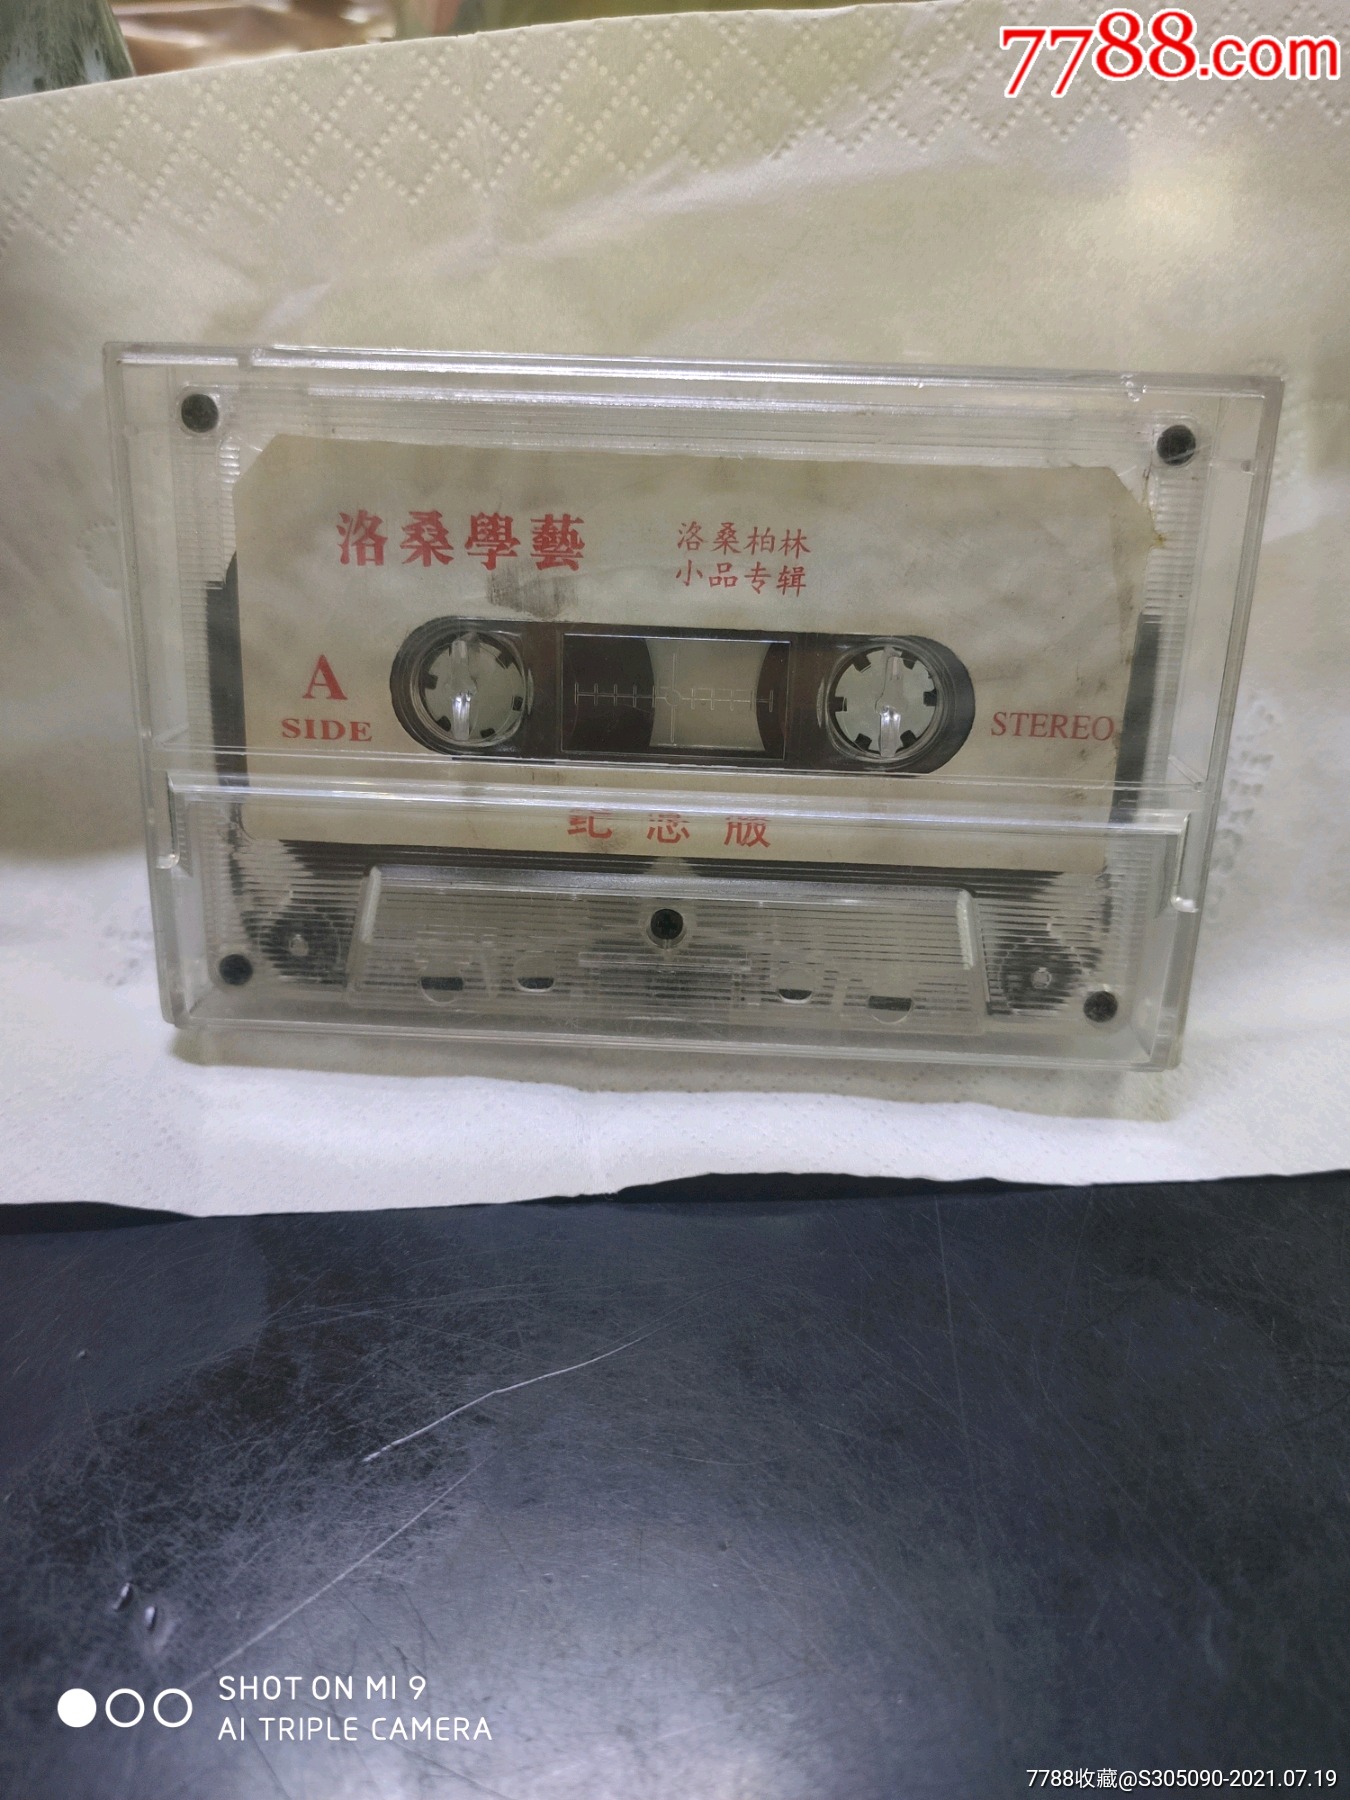 7788.com
洛桑學藝
洛桑柏林
小品专辑
A
SIDE
STEREO
纪念版
SHOT ON MI 9
AI TRIPLE CAMERA
7788收藏@S305090-2021.07.19